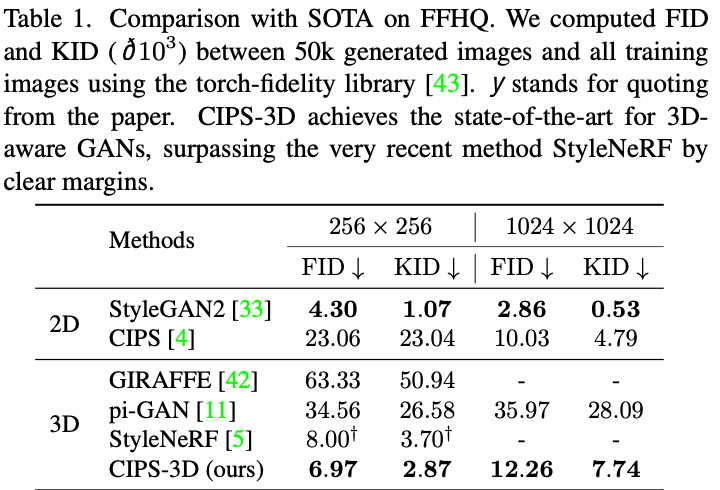 Table 1. Comparison with SOTA on FFHQ. We computed FID
and KID (ð10³) between 50k generated images and all training
images using the torch-fidelity library [43]. y stands for quoting
from the paper. CIPS-3D achieves the state-of-the-art for 3D-
aware GANs, surpassing the very recent method StyleNeRF by
clear margins.
Methods 256 × 256 1024 × 1024
FID ↓ KID ↓ FID ↓ KID ↓
2D StyleGAN2 [33] 4.30 1.07 2.86 0.53
CIPS [4] 23.06 23.04 10.03 4.79
3D GIRAFFE [42] 63.33 50.94 - -
pi-GAN [11] 34.56 26.58 35.97 28.09
StyleNeRF [5] 8.00† 3.70† - -
CIPS-3D (ours) 6.97 2.87 12.26 7.74